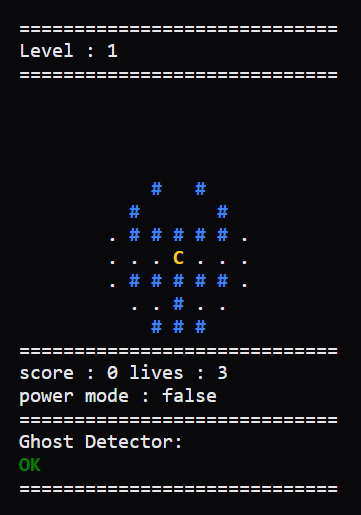 =============================
Level : 1
=============================
# #
# #
. # # # # # .
. . . C . . .
. # # # # # .
. . # . .
# # #
=============================
score : 0 lives : 3
power mode : false
=============================
Ghost Detector:
OK
=============================